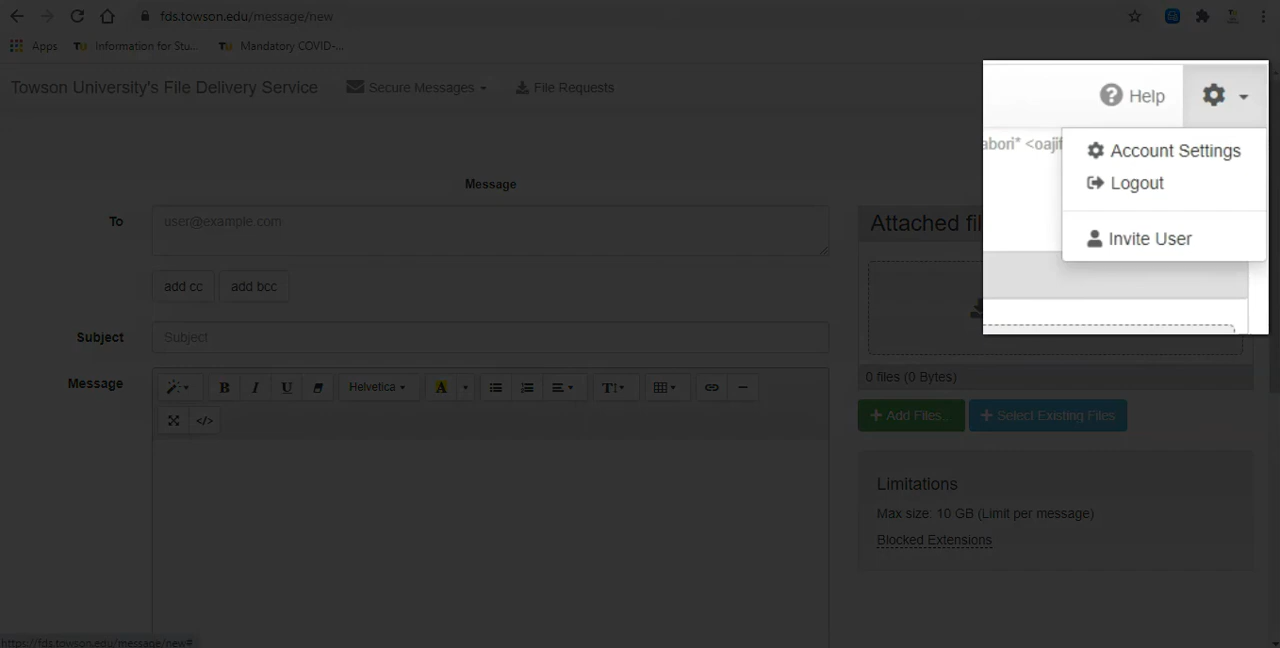 fds.towson.edu/message/new
Apps Information for Stu... Mandatory COVID-...
Towson University's File Delivery Service Secure Messages File Requests
Help
abori* <oajif
Account Settings
Logout
Invite User
Message
To user@example.com
Attached fil
add cc add bcc
Subject Subject
Message
B I U Helvetica A T
</>
0 files (0 Bytes)
+ Add Files... + Select Existing Files
Limitations
Max size: 10 GB (Limit per message)
Blocked Extensions
https://fds.towson.edu/message/new#